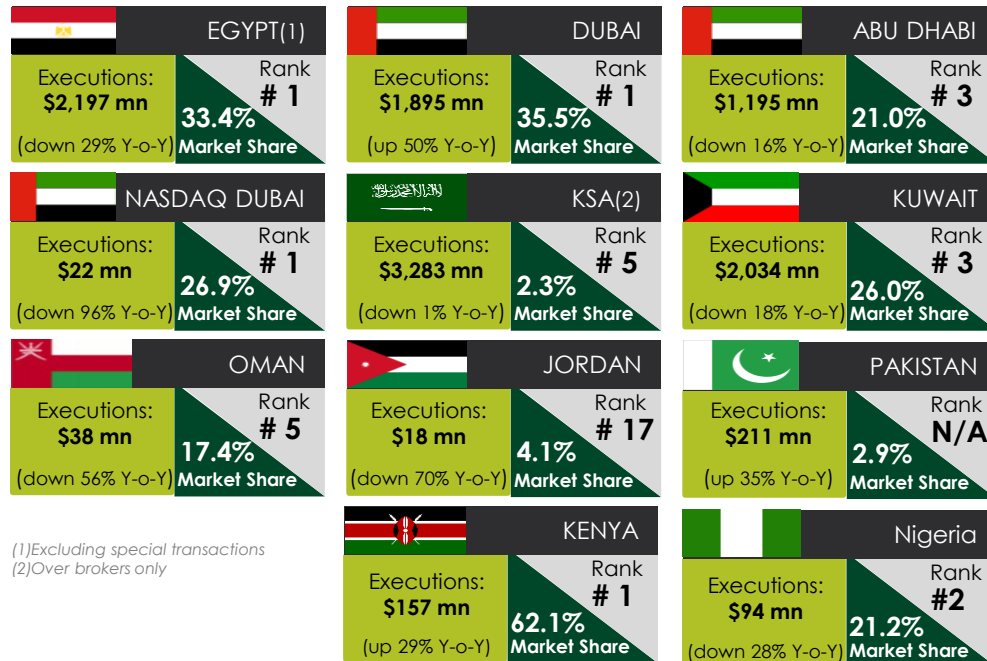 EGYPT(1)
Executions:
$2,197 mn
(down 29% Y-o-Y)
33.4%
Market Share
Rank
# 1
DUBAI
Executions:
$1,895 mn
(up 50% Y-o-Y)
35.5%
Market Share
Rank
# 1
ABU DHABI
Executions:
$1,195 mn
(down 16% Y-o-Y)
21.0%
Market Share
Rank
# 3
NASDAQ DUBAI
Executions:
$22 mn
(down 96% Y-o-Y)
26.9%
Market Share
Rank
# 1
KSA(2)
Executions:
$3,283 mn
(down 1% Y-o-Y)
2.3%
Market Share
Rank
# 5
KUWAIT
Executions:
$2,034 mn
(down 18% Y-o-Y)
26.0%
Market Share
Rank
# 3
OMAN
Executions:
$38 mn
(down 56% Y-o-Y)
17.4%
Market Share
Rank
# 5
JORDAN
Executions:
$18 mn
(down 70% Y-o-Y)
4.1%
Market Share
Rank
# 17
PAKISTAN
Executions:
$211 mn
(up 35% Y-o-Y)
2.9%
Market Share
Rank
N/A
(1)Excluding special transactions
(2)Over brokers only
KENYA
Executions:
$157 mn
(up 29% Y-o-Y)
62.1%
Market Share
Rank
# 1
Nigeria
Executions:
$94 mn
(down 28% Y-o-Y)
21.2%
Market Share
Rank
#2